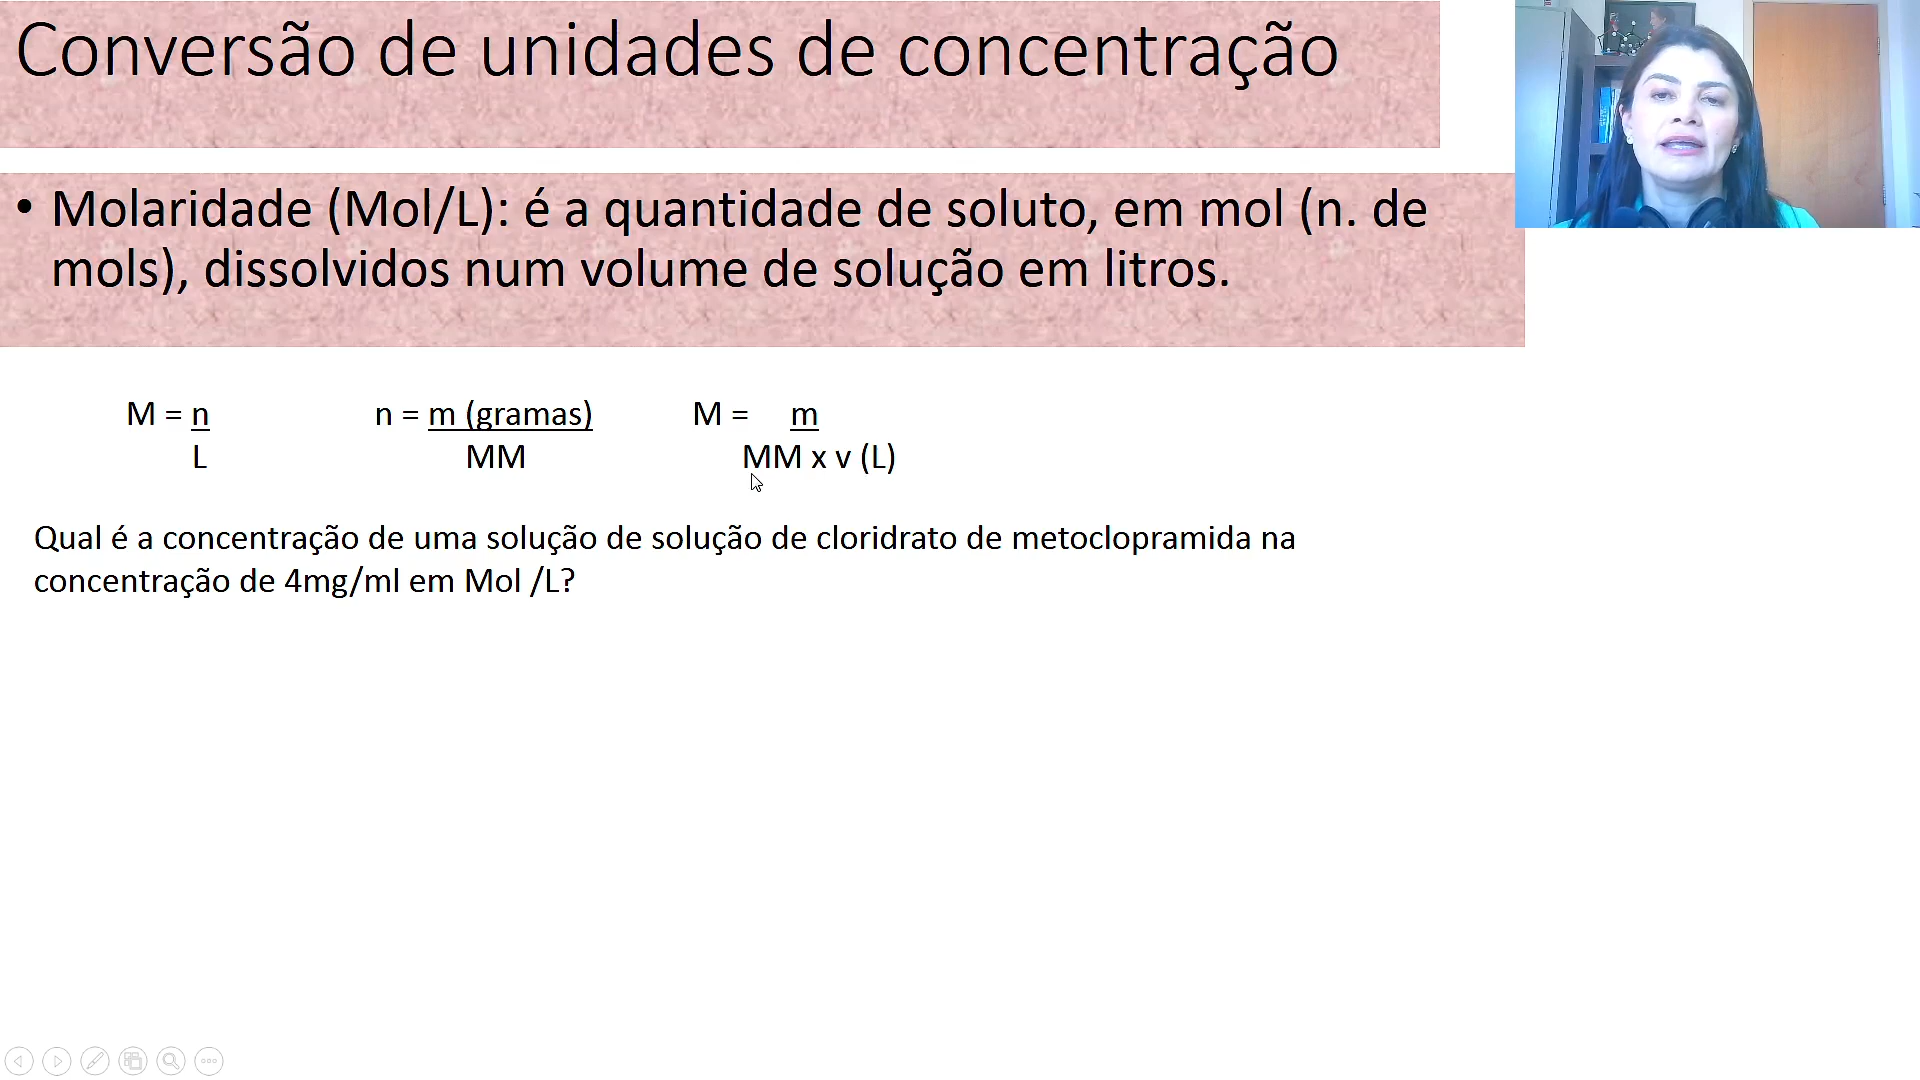 Conversão de unidades de concentração
• Molaridade (Mol/L): é a quantidade de soluto, em mol (n. de
mols), dissolvidos num volume de solução em litros.
M = n
L
n = m (gramas)
MM
M = m
MM x v (L)
Qual é a concentração de uma solução de solução de cloridrato de metoclopramida na
concentração de 4mg/ml em Mol /L?